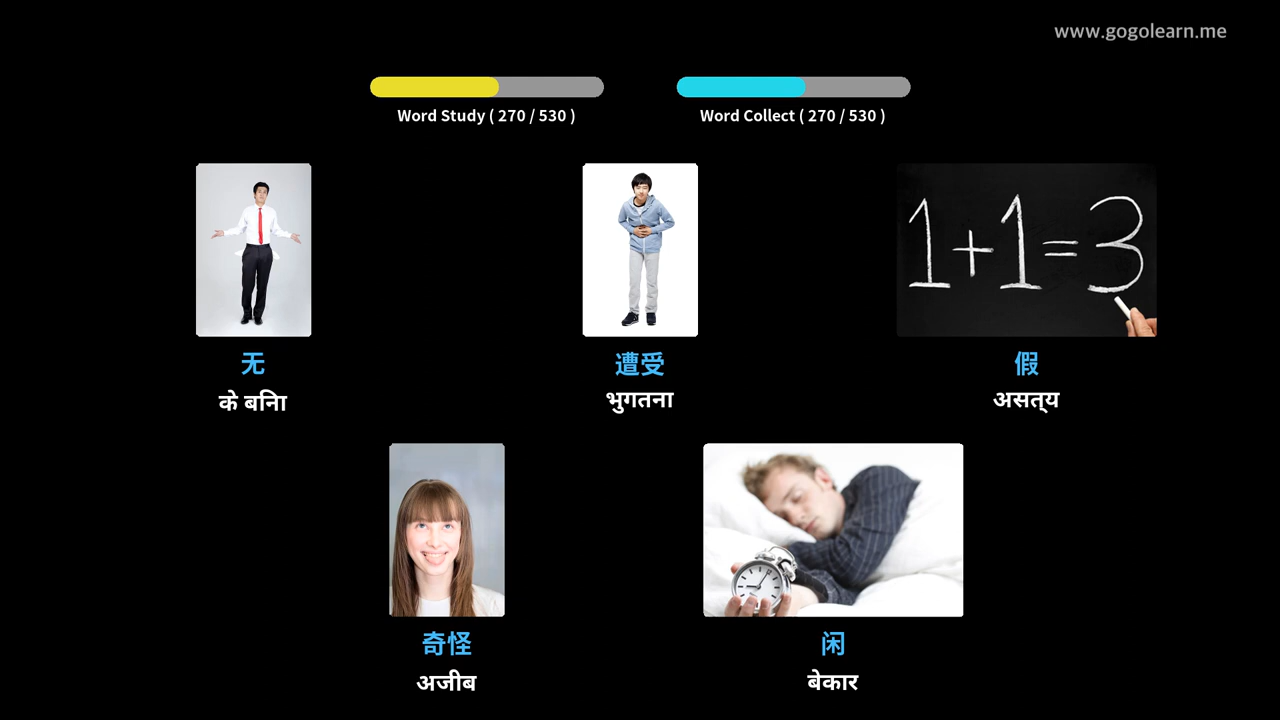 www.gogolearn.me
Word Study ( 270 / 530 )
Word Collect ( 270 / 530 )
1+1=3
无
के बिना
遭受
भुगतना
假
असत्य
奇怪
अजीब
闲
बेकार